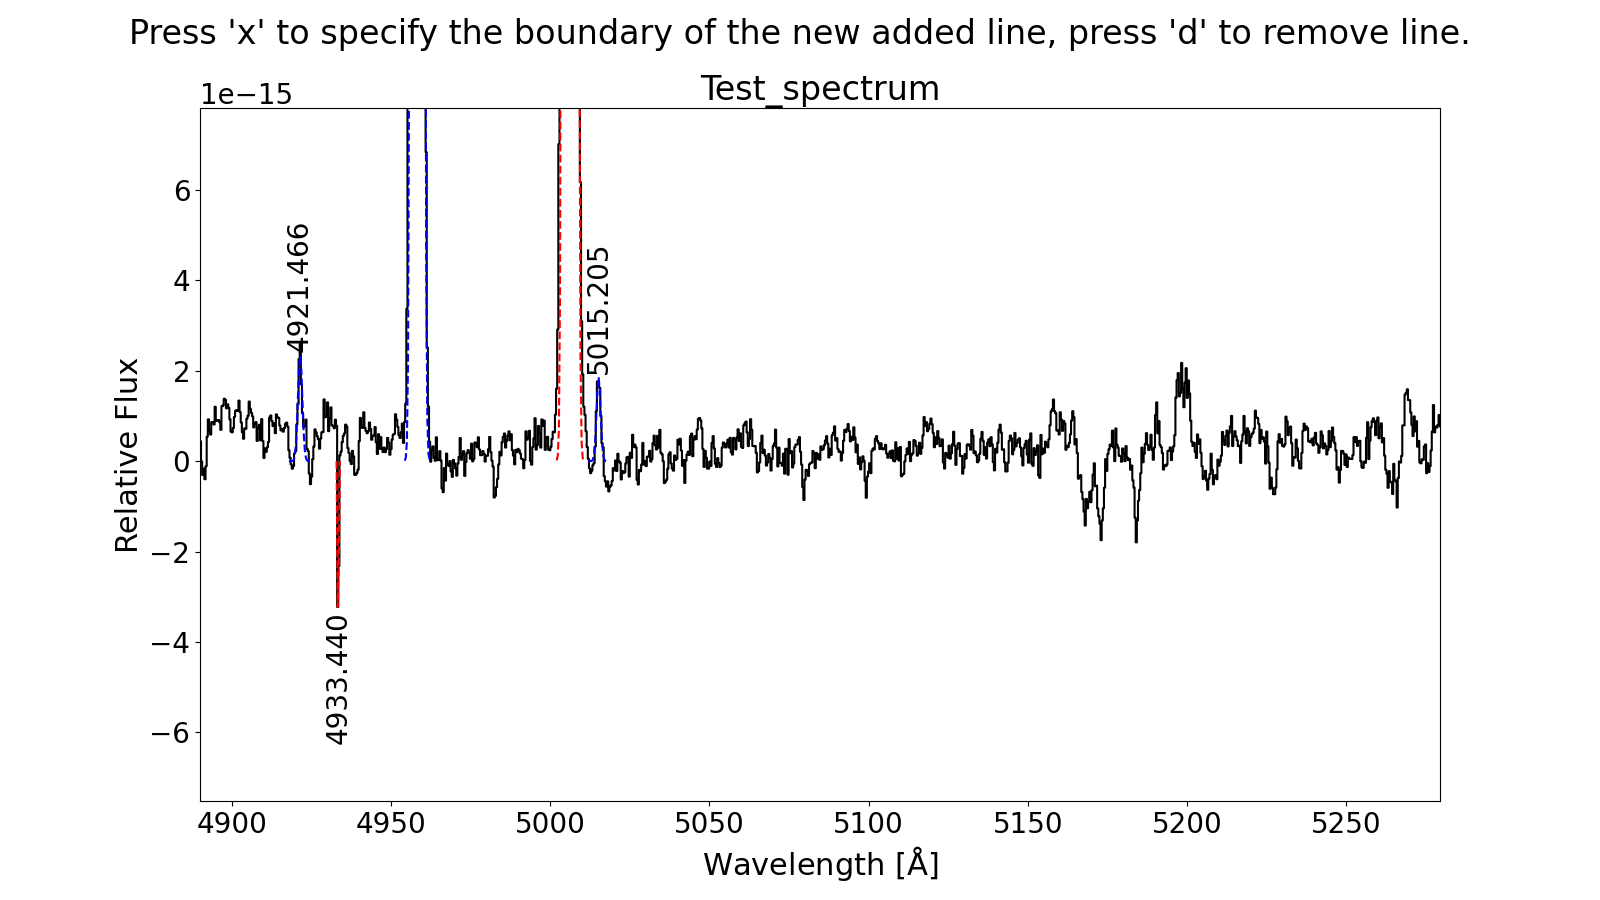 Press 'x' to specify the boundary of the new added line, press 'd' to remove line.
Test_spectrum
1e−15
6
4
2
0
−2
−4
−6
Relative Flux
4921.466
5015.205
4933.440
4900 4950 5000 5050 5100 5150 5200 5250
Wavelength [Å]